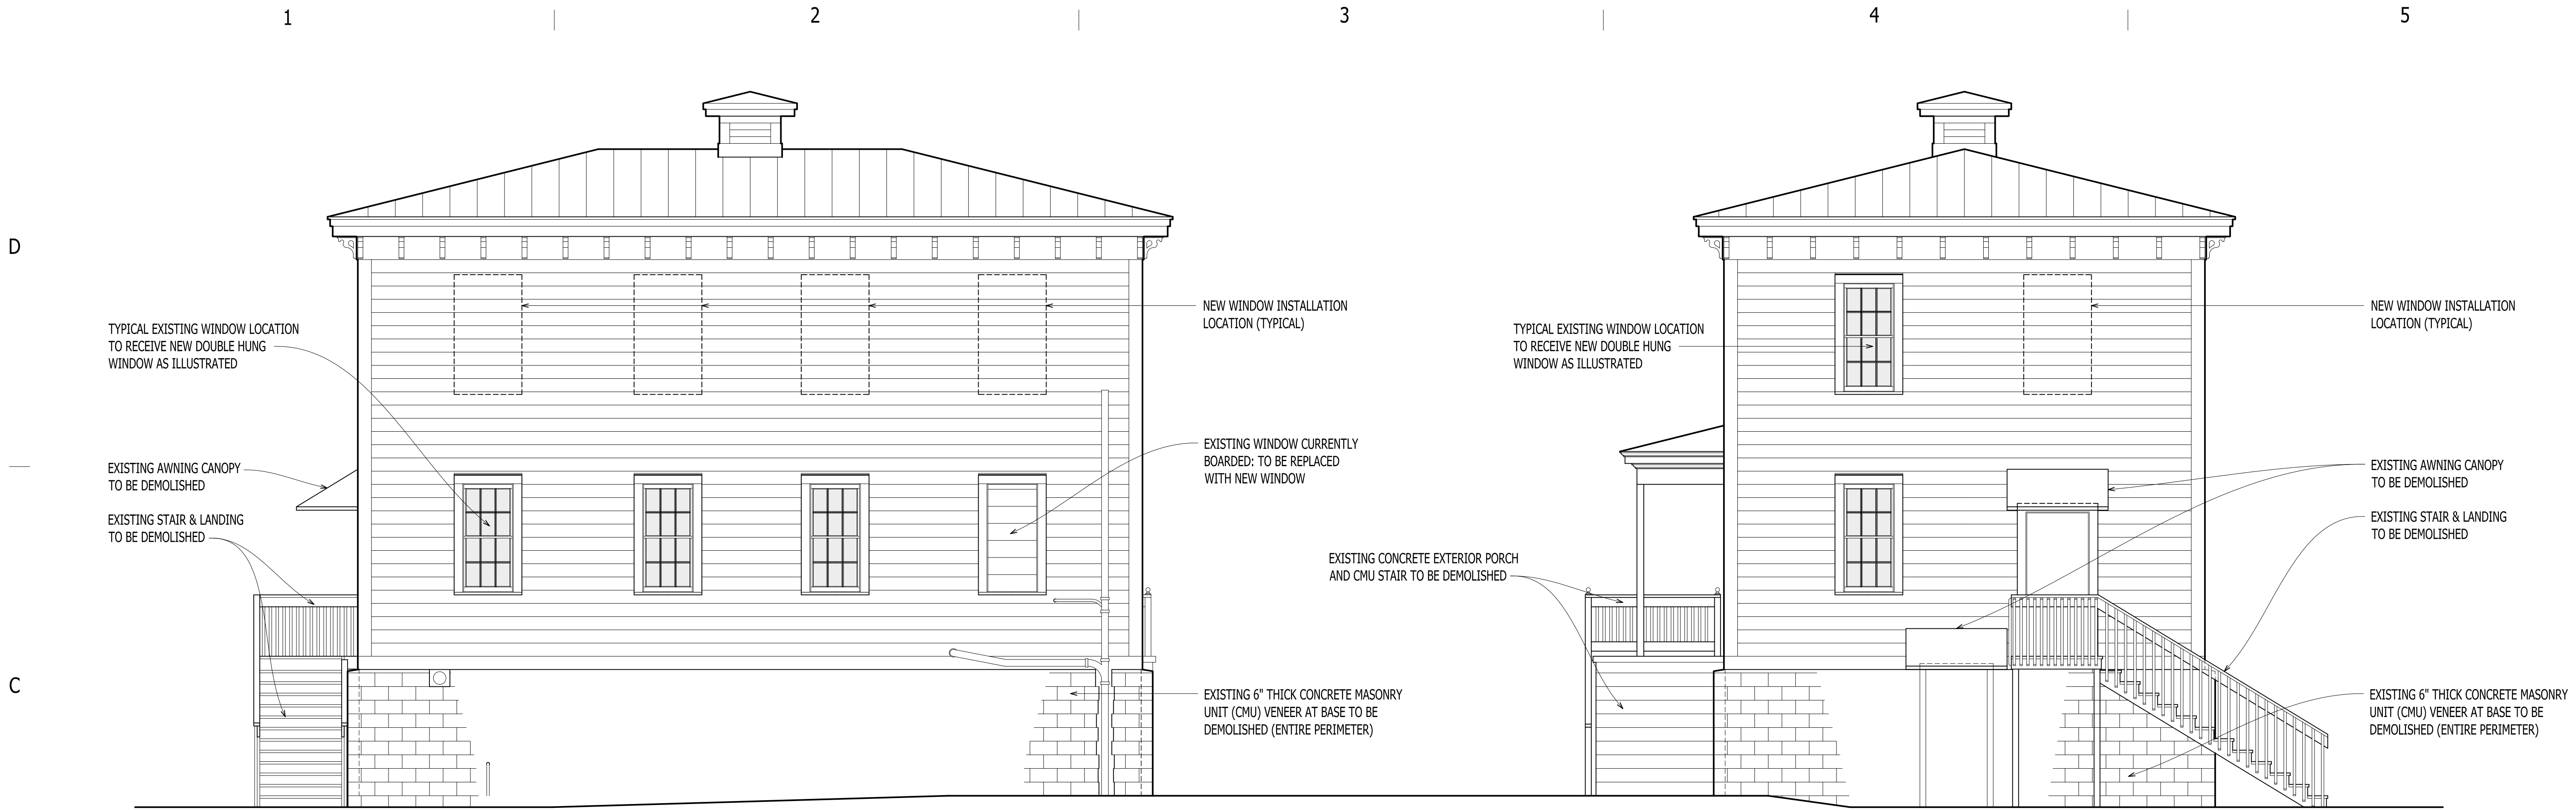 1
2
3
4
5
D
C
TYPICAL EXISTING WINDOW LOCATION
TO RECEIVE NEW DOUBLE HUNG
WINDOW AS ILLUSTRATED
EXISTING AWNING CANOPY
TO BE DEMOLISHED
EXISTING STAIR & LANDING
TO BE DEMOLISHED
NEW WINDOW INSTALLATION
LOCATION (TYPICAL)
EXISTING WINDOW CURRENTLY
BOARDED: TO BE REPLACED
WITH NEW WINDOW
EXISTING 6" THICK CONCRETE MASONRY
UNIT (CMU) VENEER AT BASE TO BE
DEMOLISHED (ENTIRE PERIMETER)
TYPICAL EXISTING WINDOW LOCATION
TO RECEIVE NEW DOUBLE HUNG
WINDOW AS ILLUSTRATED
EXISTING CONCRETE EXTERIOR PORCH
AND CMU STAIR TO BE DEMOLISHED
NEW WINDOW INSTALLATION
LOCATION (TYPICAL)
EXISTING AWNING CANOPY
TO BE DEMOLISHED
EXISTING STAIR & LANDING
TO BE DEMOLISHED
EXISTING 6" THICK CONCRETE MASONRY
UNIT (CMU) VENEER AT BASE TO BE
DEMOLISHED (ENTIRE PERIMETER)